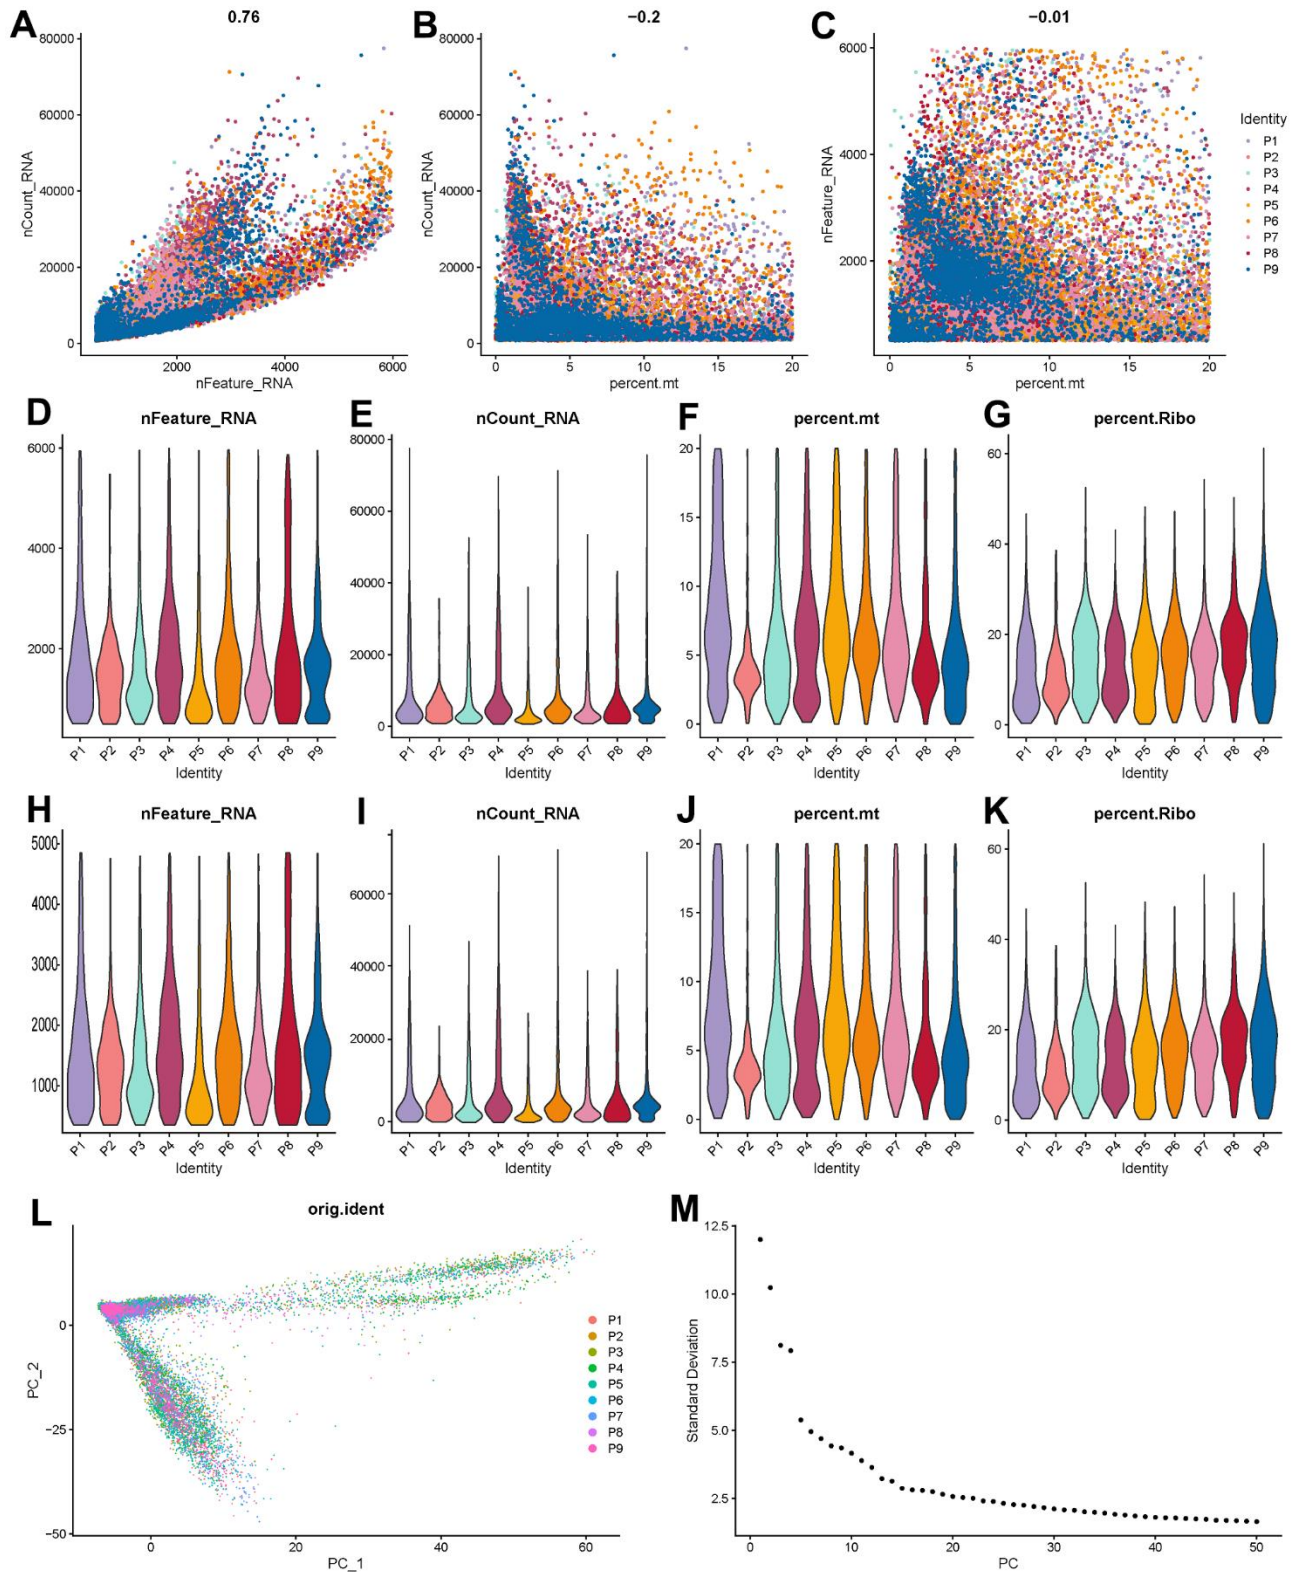 A
0.76
80000
60000
40000
20000
0
nCount_RNA
2000
4000
6000
nFeature_RNA
B
−0.2
80000
60000
40000
20000
0
nCount_RNA
0
5
10
15
20
percent.mt
C
−0.01
6000
4000
2000
nFeature_RNA
0
5
10
15
20
percent.mt
Identity
P1
P2
P3
P4
P5
P6
P7
P8
P9
D
nFeature_RNA
6000
4000
2000
P1
P2
P3
P4
P5
P6
P7
P8
P9
Identity
E
nCount_RNA
80000
60000
40000
20000
0
P1
P2
P3
P4
P5
P6
P7
P8
P9
Identity
F
percent.mt
20
15
10
5
0
P1
P2
P3
P4
P5
P6
P7
P8
P9
Identity
G
percent.Ribo
60
40
20
0
P1
P2
P3
P4
P5
P6
P7
P8
P9
Identity
H
nFeature_RNA
5000
4000
3000
2000
1000
P1
P2
P3
P4
P5
P6
P7
P8
P9
Identity
I
nCount_RNA
60000
40000
20000
0
P1
P2
P3
P4
P5
P6
P7
P8
P9
Identity
J
percent.mt
20
15
10
5
0
P1
P2
P3
P4
P5
P6
P7
P8
P9
Identity
K
percent.Ribo
60
40
20
0
P1
P2
P3
P4
P5
P6
P7
P8
P9
Identity
L
orig.ident
0
−25
−50
PC_2
0
20
40
60
PC_1
P1
P2
P3
P4
P5
P6
P7
P8
P9
M
12.5
10.0
7.5
5.0
2.5
Standard Deviation
0
10
20
30
40
50
PC